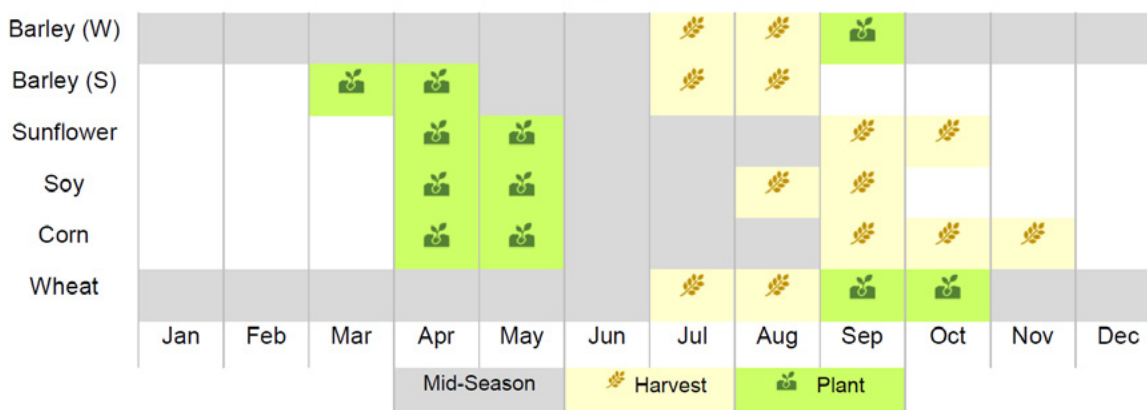 Barley (W)
Barley (S)
Sunflower
Soy
Corn
Wheat
Jan Feb Mar Apr May Jun Jul Aug Sep Oct Nov Dec
Mid-Season Harvest Plant